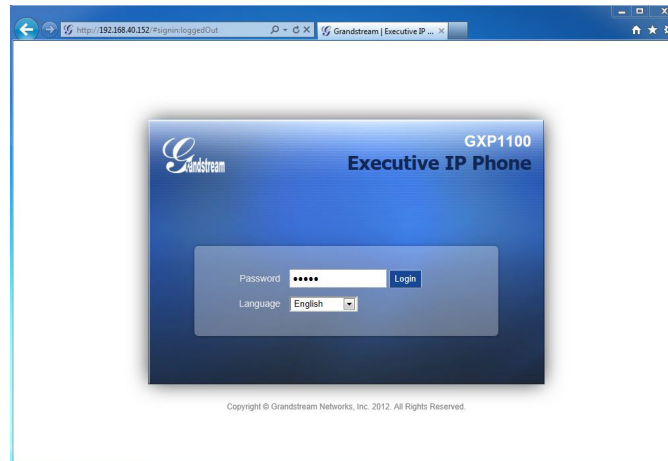 http://192.168.40.152/#signin:loggedOut
Grandstream | Executive IP ...
Grandstream
GXP1100
Executive IP Phone
Password
Login
Language
English
Copyright © Grandstream Networks, Inc. 2012. All Rights Reserved.